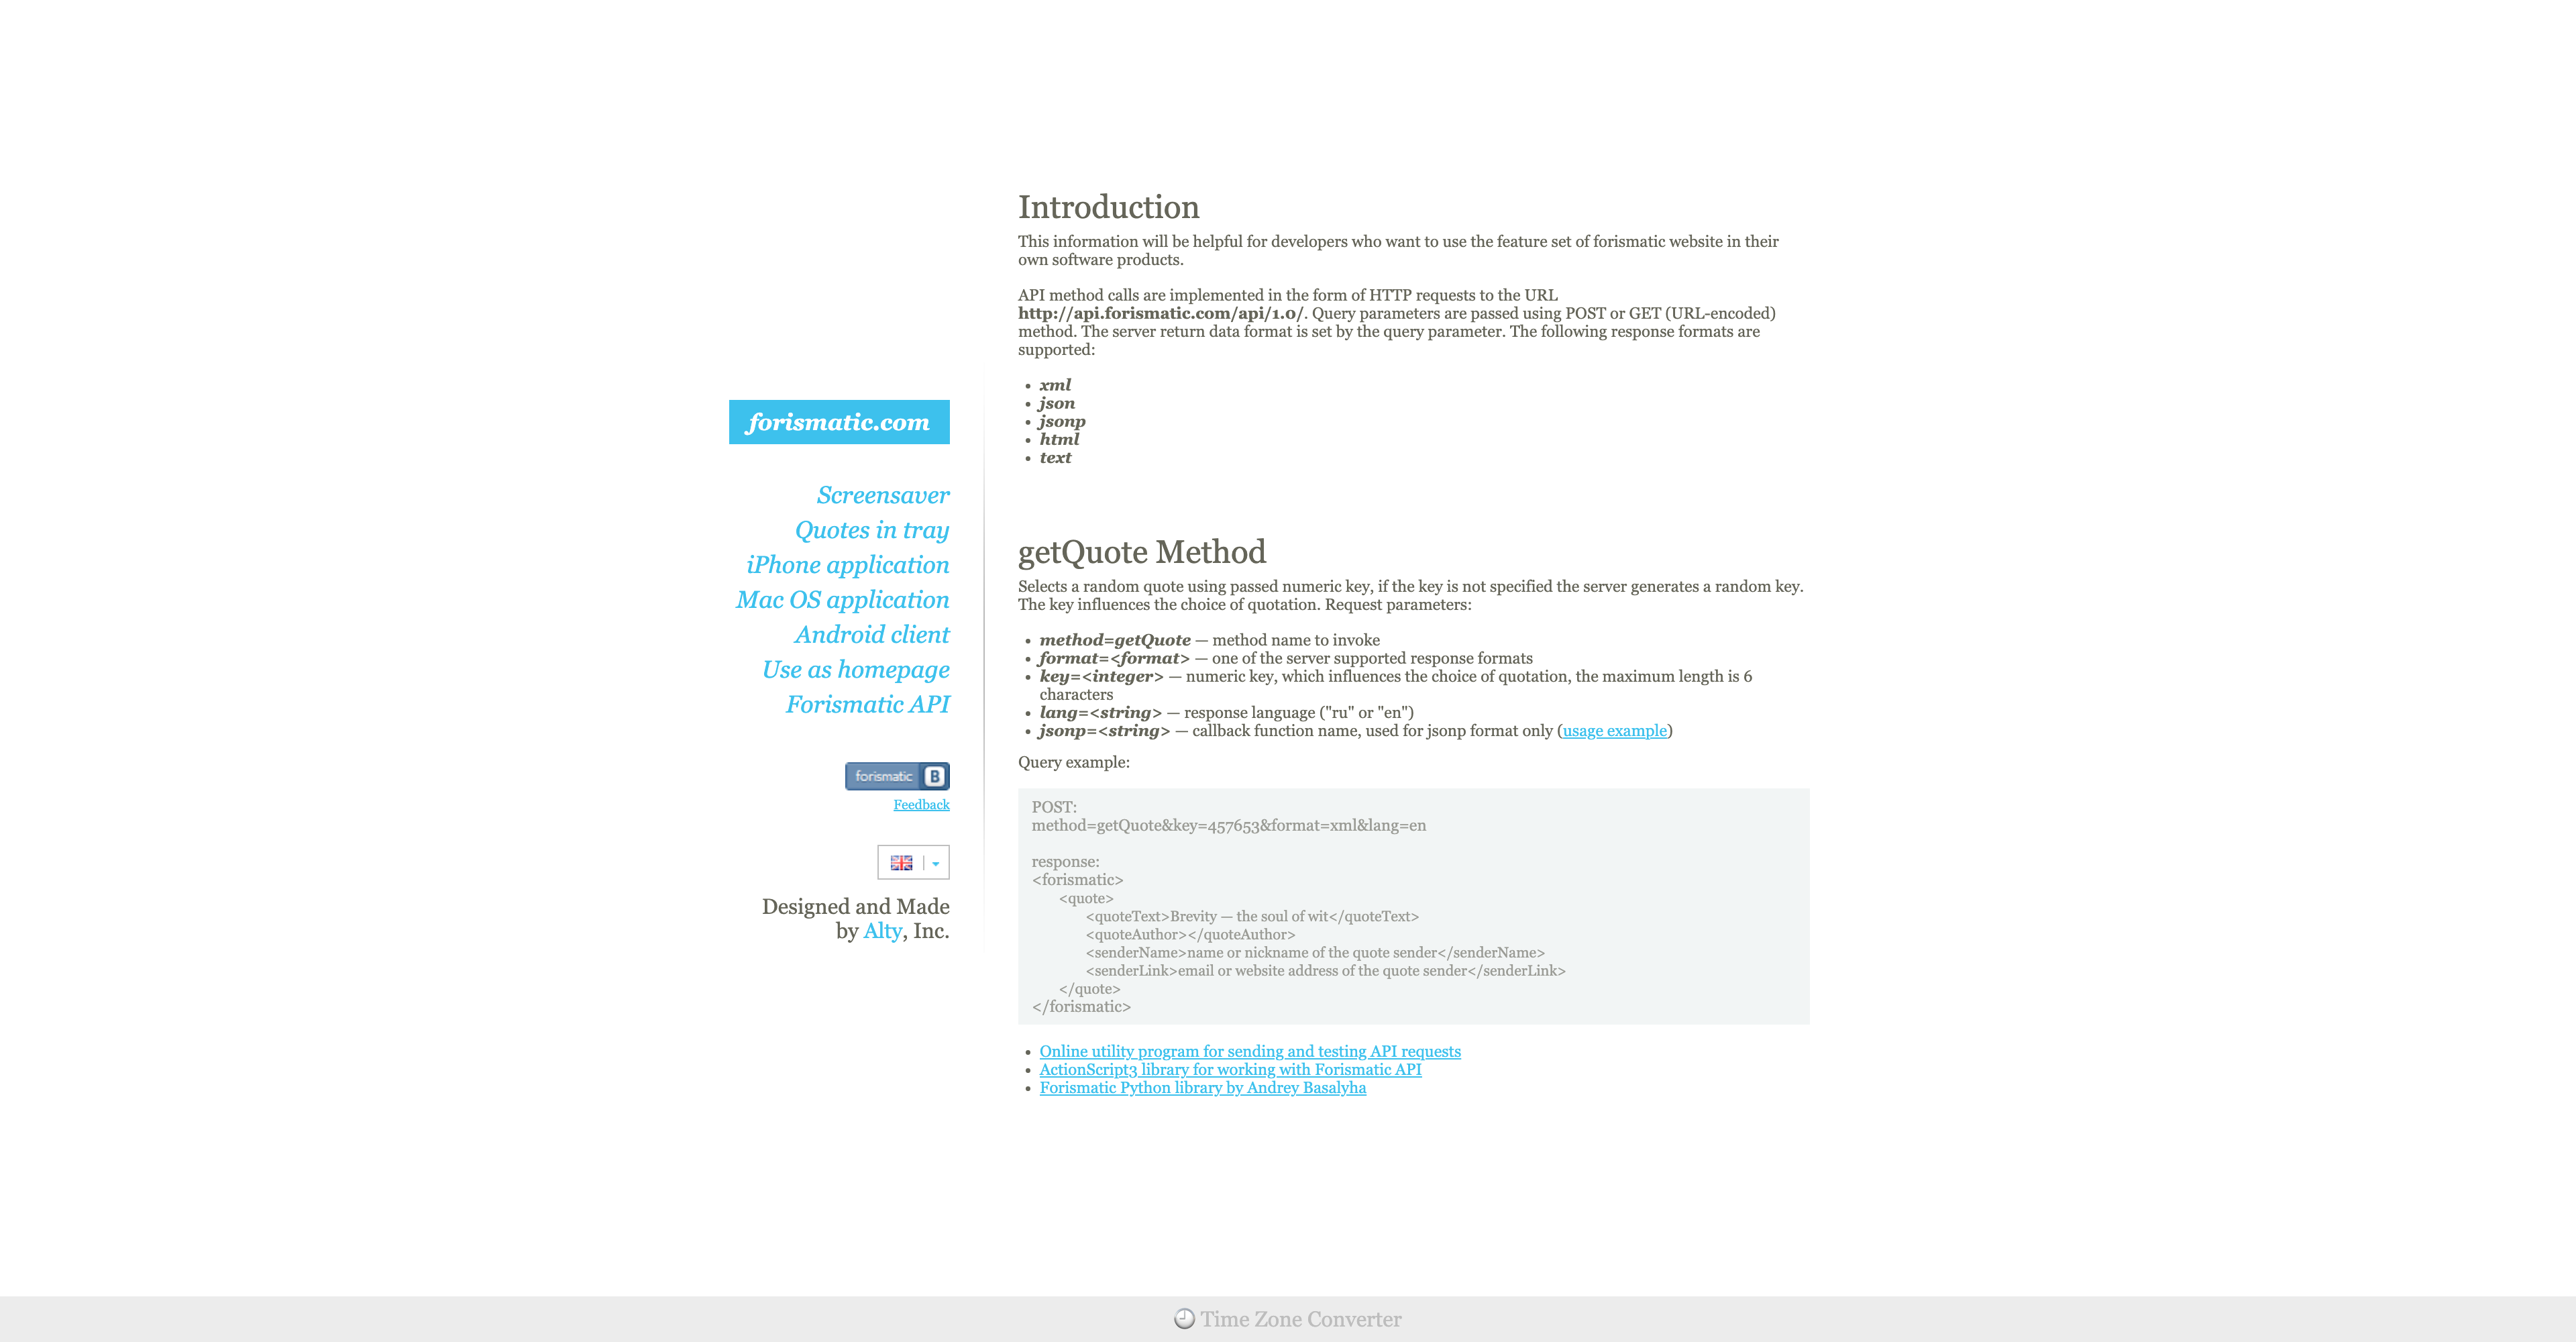 forismatic.com
Screensaver
Quotes in tray
iPhone application
Mac OS application
Android client
Use as homepage
Forismatic API
forismatic B
Feedback
Designed and Made
by Alty, Inc.
Introduction
This information will be helpful for developers who want to use the feature set of forismatic website in their
own software products.
API method calls are implemented in the form of HTTP requests to the URL
http://api.forismatic.com/api/1.0/. Query parameters are passed using POST or GET (URL-encoded)
method. The server return data format is set by the query parameter. The following response formats are
supported:
• xml
• json
• jsonp
• html
• text
getQuote Method
Selects a random quote using passed numeric key, if the key is not specified the server generates a random key.
The key influences the choice of quotation. Request parameters:
• method=getQuote — method name to invoke
• format=<format> — one of the server supported response formats
• key=<integer> — numeric key, which influences the choice of quotation, the maximum length is 6
characters
• lang=<string> — response language ("ru" or "en")
• jsonp=<string> — callback function name, used for jsonp format only (usage example)
Query example:
POST:
method=getQuote&key=457653&format=xml&lang=en
response:
<forismatic>
<quote>
<quoteText>Brevity — the soul of wit</quoteText>
<quoteAuthor></quoteAuthor>
<senderName>name or nickname of the quote sender</senderName>
<senderLink>email or website address of the quote sender</senderLink>
</quote>
</forismatic>
• Online utility program for sending and testing API requests
• ActionScript3 library for working with Forismatic API
• Forismatic Python library by Andrey Basalyha
Time Zone Converter